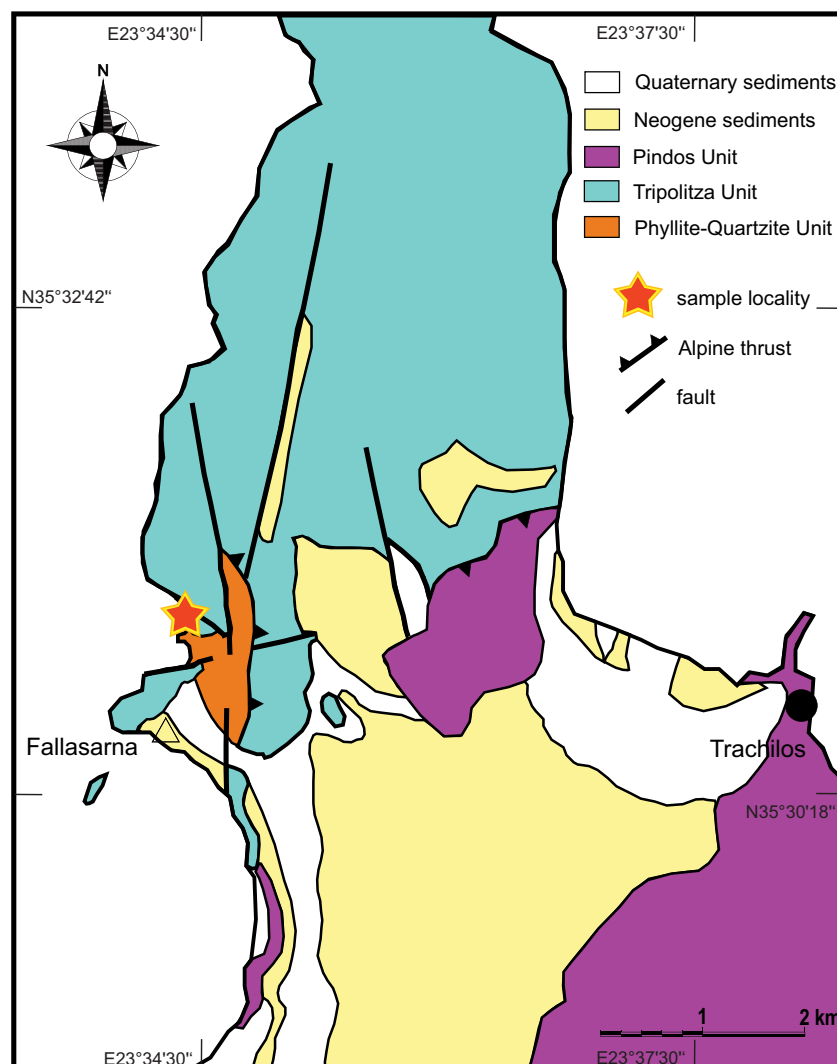 E23°34'30"
E23°37'30"
N
Quaternary sediments
Neogene sediments
Pindos Unit
Tripolitza Unit
Phyllite-Quartzite Unit
N35°32'42"
sample locality
Alpine thrust
fault
Fallasarna
Trachilos
N35°30'18"
1
2 km
E23°34'30"
E23°37'30"